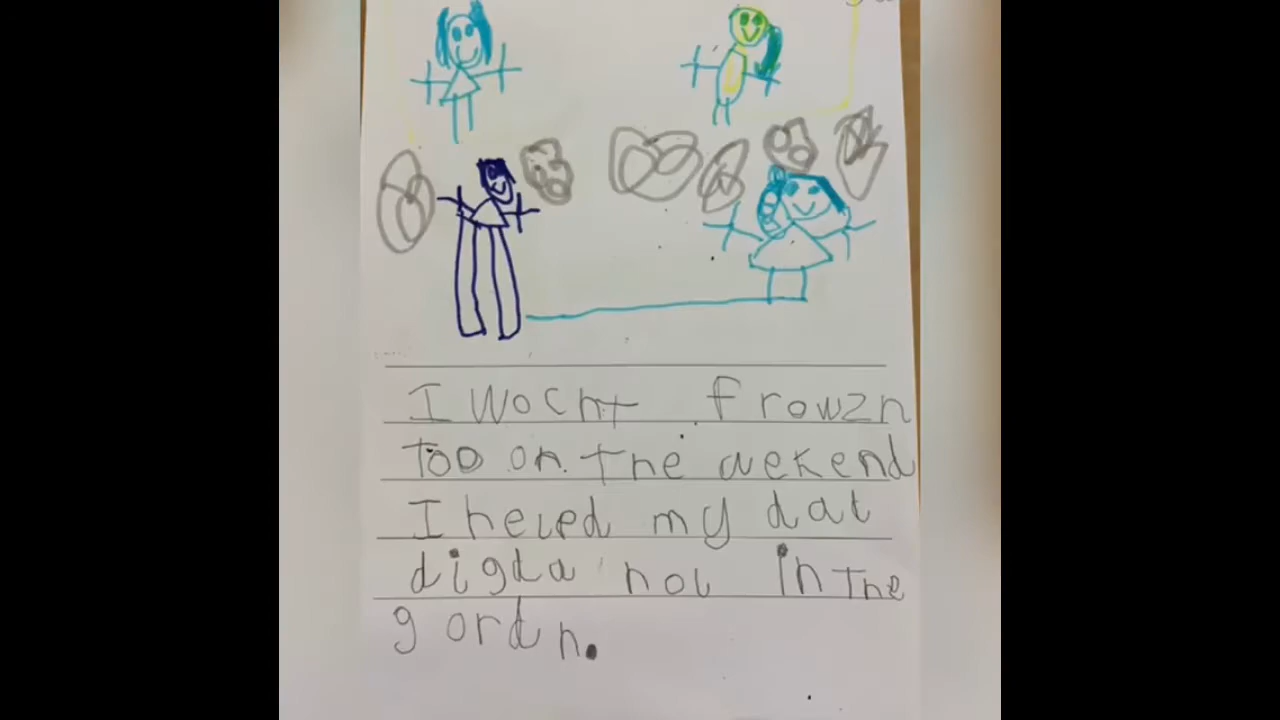 I Wocht frowzn
Too on the wekend
I heled my dat
digda hol in The
gordn.